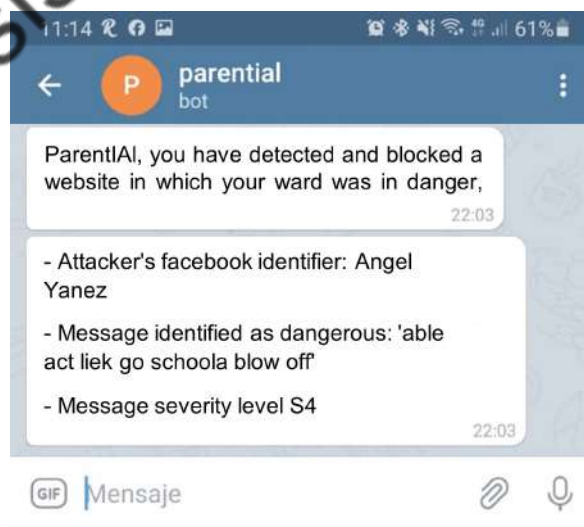 11:14
4G
61%
P
parential
bot
ParentIAl, you have detected and blocked a
website in which your ward was in danger,
22:03
- Attacker's facebook identifier: Angel
Yanez
- Message identified as dangerous: 'able
act liek go schoola blow off'
- Message severity level S4
22:03
GIF
Mensaje